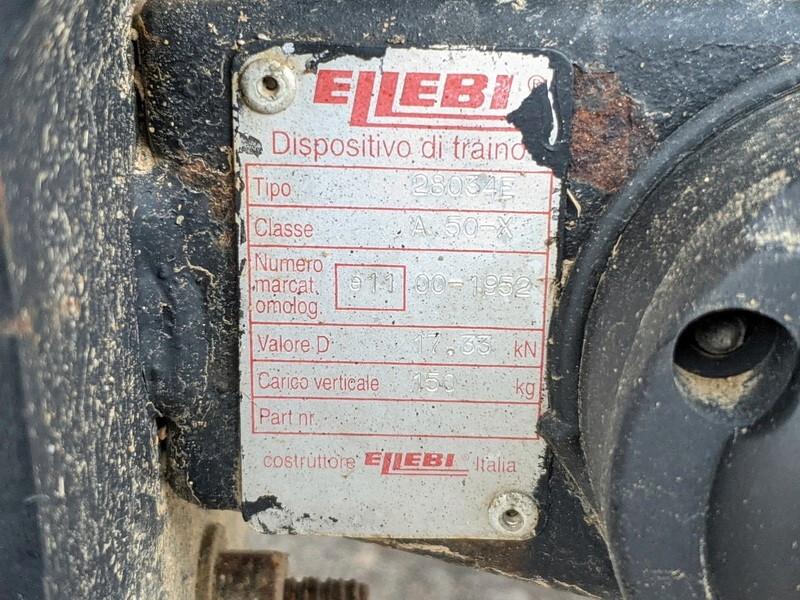 ELLEBI®
Dispositivo di traino
Tipo 28034E
Classe A 50-X
Numero
marcat.
omolog. e11 00-1952
Valore D 17.33 kN
Carico verticale 150 kg
Part nr.
costruttore ELLEBI® Italia